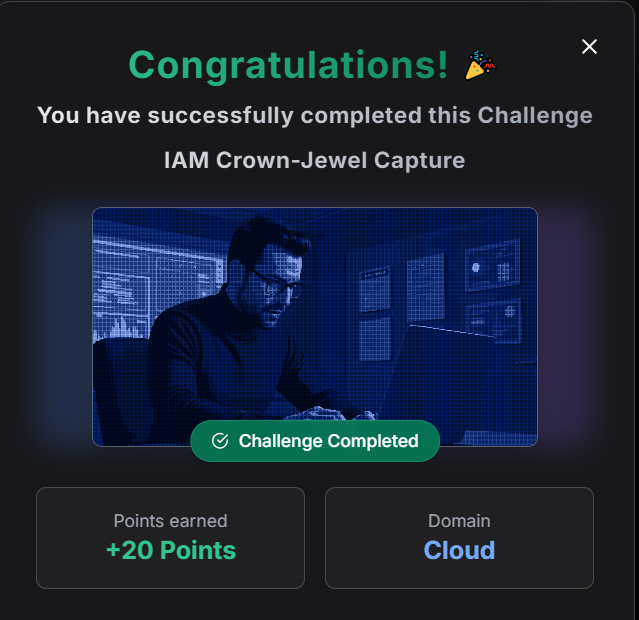 Congratulations! 🎉
You have successfully completed this Challenge
IAM Crown-Jewel Capture
Challenge Completed
Points earned
+20 Points
Domain
Cloud